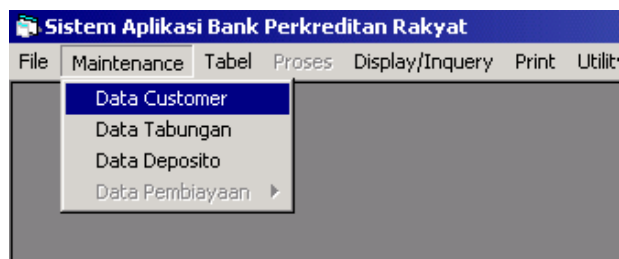 Sistem Aplikasi Bank Perkreditan Rakyat
File Maintenance Tabel Proses Display/Inquery Print Utility
Data Customer
Data Tabungan
Data Deposito
Data Pembiayaan